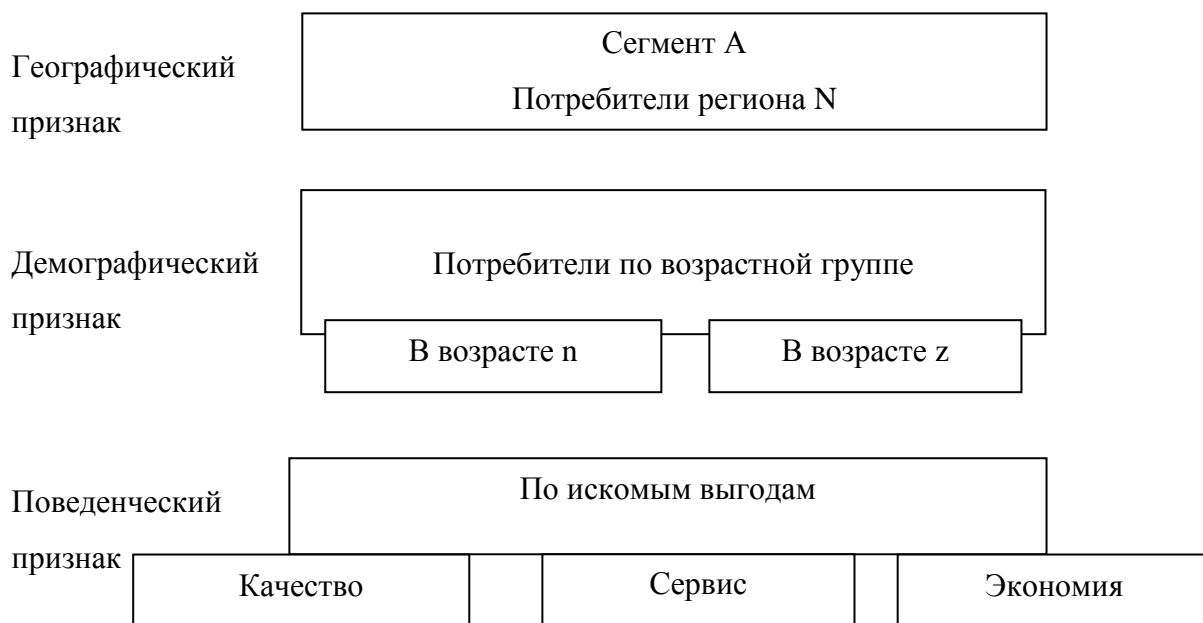 Географический
признак
Сегмент А
Потребители региона N
Демографический
признак
Потребители по возрастной группе
В возрасте n
В возрасте z
Поведенческий
признак
По искомым выгодам
Качество
Сервис
Экономия